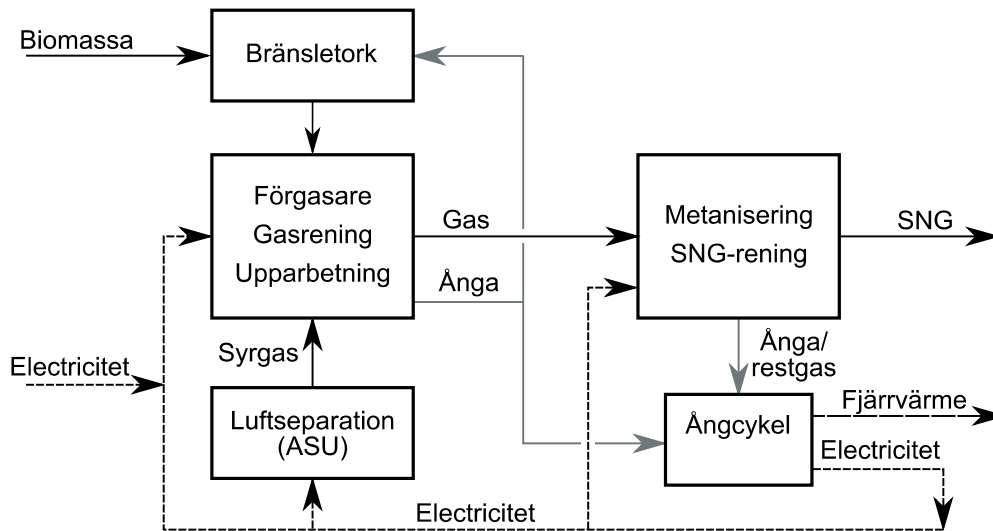 Biomassa
Bränsletork
Förgasare
Gasrening
Upparbetning
Gas
Ånga
Metanisering
SNG-rening
SNG
Syrgas
Ånga/
restgas
Electricitet
Luftseparation
(ASU)
Ångcykel
Fjärrvärme
Electricitet
Electricitet